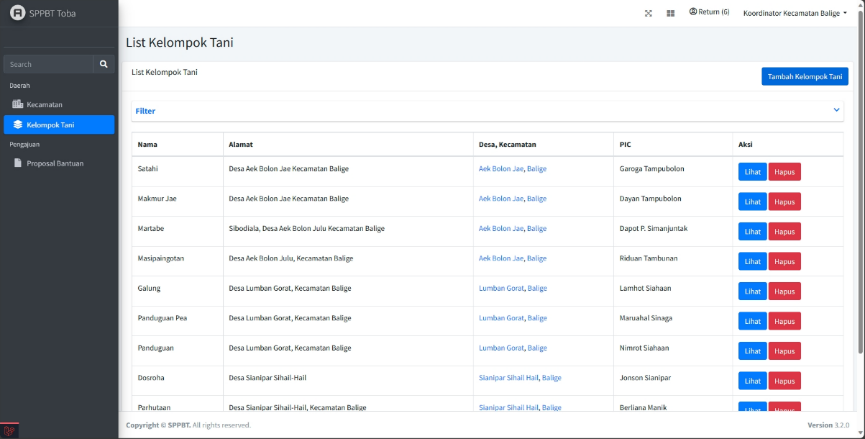 SPPBT Toba
Return (6) Koordinator Kecamatan Balige
Search
Daerah
Kecamatan
Kelompok Tani
Pengajuan
Proposal Bantuan
List Kelompok Tani
List Kelompok Tani
Tambah Kelompok Tani
Filter
Nama Alamat Desa, Kecamatan PIC Aksi
Satahi Desa Aek Bolon Jae Kecamatan Balige Aek Bolon Jae, Balige Garoga Tampubolon Lihat Hapus
Makmur Jae Desa Aek Bolon Jae Kecamatan Balige Aek Bolon Jae, Balige Dayan Tampubolon Lihat Hapus
Martabe Sibodiala, Desa Aek Bolon Julu Kecamatan Balige Aek Bolon Jae, Balige Dapot P. Simanjuntak Lihat Hapus
Masipaingotan Desa Aek Bolon Julu, Kecamatan Balige Aek Bolon Jae, Balige Riduan Tambunan Lihat Hapus
Galung Desa Lumban Gorat, Kecamatan Balige Lumban Gorat, Balige Lamhot Siahaan Lihat Hapus
Panduguan Pea Desa Lumban Gorat, Kecamatan Balige Lumban Gorat, Balige Maruahal Sinaga Lihat Hapus
Panduguan Desa Lumban Gorat, Kecamatan Balige Lumban Gorat, Balige Nimrot Siahaan Lihat Hapus
Dosroha Desa Sianipar Sihail-Hail Sianipar Sihail Hail, Balige Jonson Sianipar Lihat Hapus
Parhutaan Desa Sianipar Sihail-Hail, Kecamatan Balige Sianipar Sihail Hail, Balige Berliana Manik Lihat Hapus
Copyright © SPPBT. All rights reserved. Version 3.2.0